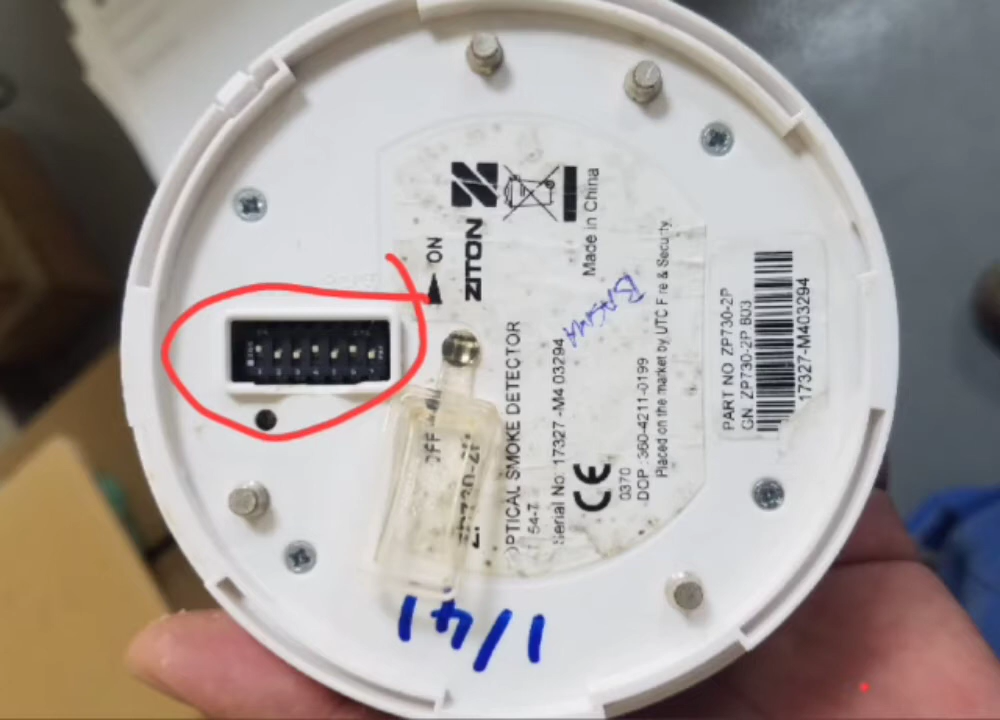 ON
ZITON
Made in China
OPTICAL SMOKE DETECTOR
54-7
Serial No: 17327 -M4 03294
CE
0370
DOP : 360-4211-0199
Placed on the market by UTC Fire & Security
PART NO ZP730-2P
GN ZP730-2P B03
17327-M403294
1/41